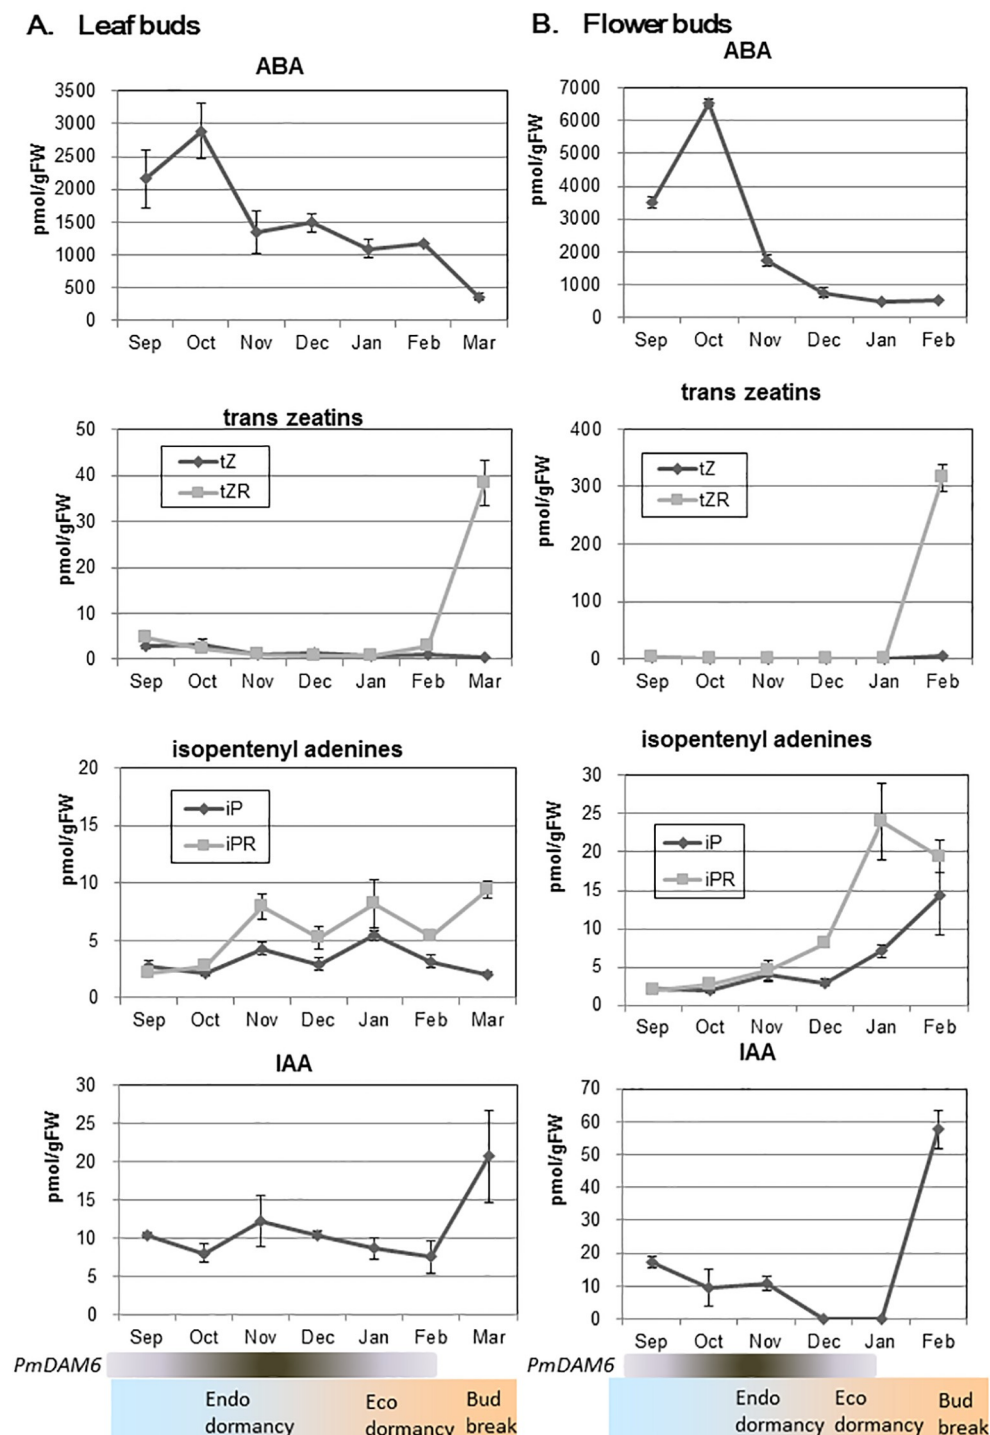 A. Leaf buds
ABA
pmol/gFW
3500
3000
2500
2000
1500
1000
500
0
Sep Oct Nov Dec Jan Feb Mar
trans zeatins
pmol/gFW
50
40
30
20
10
0
tZ
tZR
Sep Oct Nov Dec Jan Feb Mar
isopentenyl adenines
pmol/gFW
20
15
10
5
0
iP
iPR
Sep Oct Nov Dec Jan Feb Mar
IAA
pmol/gFW
30
25
20
15
10
5
0
Sep Oct Nov Dec Jan Feb Mar
PmDAM6
Endo dormancy
Eco dormancy
Bud break
B. Flower buds
ABA
pmol/gFW
7000
6000
5000
4000
3000
2000
1000
0
Sep Oct Nov Dec Jan Feb
trans zeatins
pmol/gFW
400
300
200
100
0
tZ
tZR
Sep Oct Nov Dec Jan Feb
isopentenyl adenines
pmol/gFW
30
25
20
15
10
5
0
iP
iPR
Sep Oct Nov Dec Jan Feb
IAA
pmol/gFW
70
60
50
40
30
20
10
0
Sep Oct Nov Dec Jan Feb
PmDAM6
Endo dormancy
Eco dormancy
Bud break